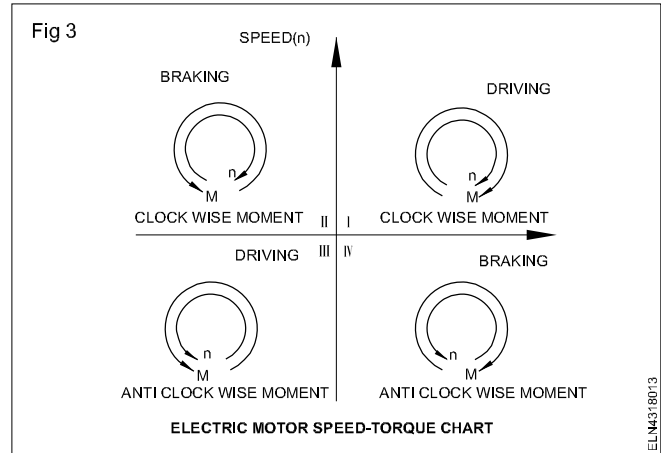 Fig 3
SPEED(n)
BRAKING
DRIVING
n
M
n
M
CLOCK WISE MOMENT
II
I
CLOCK WISE MOMENT
DRIVING
III
IV
BRAKING
n
M
n
M
ANTI CLOCK WISE MOMENT
ANTI CLOCK WISE MOMENT
ELECTRIC MOTOR SPEED-TORQUE CHART
ELN4318013